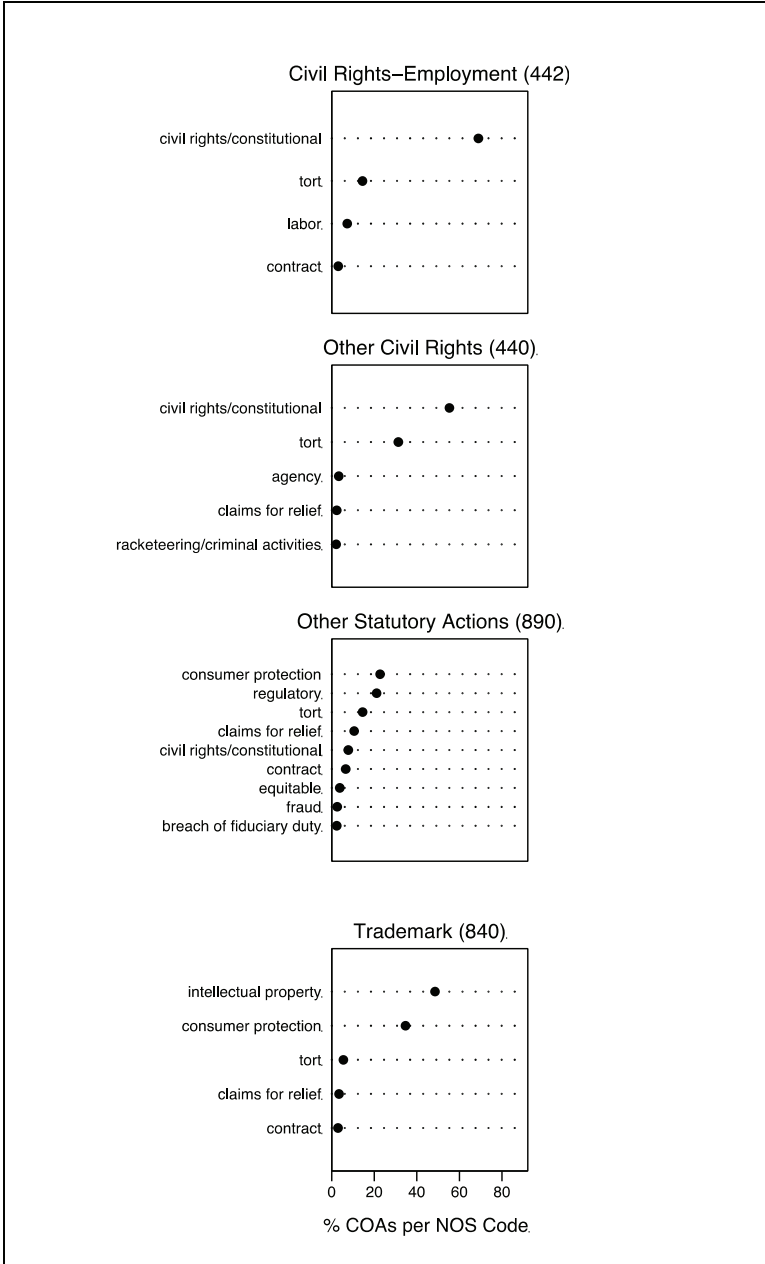 Civil Rights−Employment (442)
civil rights/constitutional
tort
labor
contract
Other Civil Rights (440)
civil rights/constitutional
tort
agency
claims for relief
racketeering/criminal activities
Other Statutory Actions (890)
consumer protection
regulatory
tort
claims for relief
civil rights/constitutional
contract
equitable
fraud
breach of fiduciary duty
Trademark (840)
intellectual property
consumer protection
tort
claims for relief
contract
0 20 40 60 80
% COAs per NOS Code